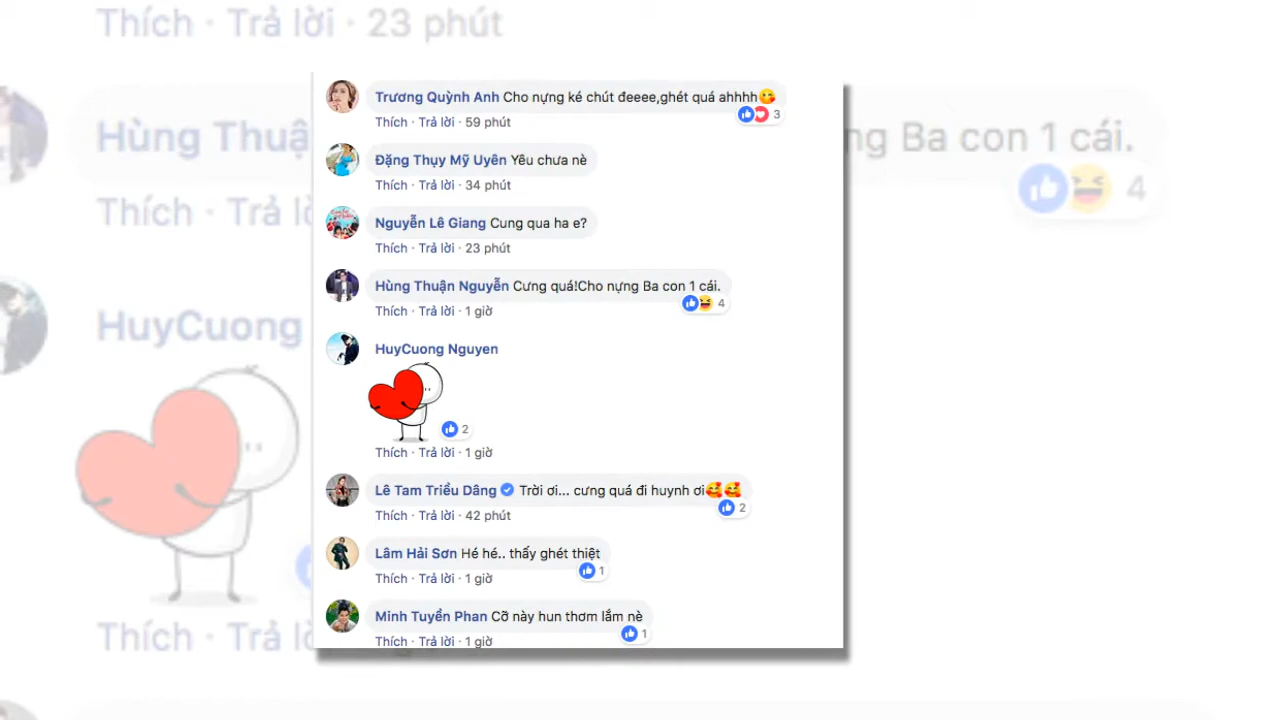 Thích · Trả lời · 23 phút
Trương Quỳnh Anh Cho nựng ké chút đeeee,ghét quá ahhhh😋
3
Thích · Trả lời · 59 phút
Đặng Thụy Mỹ Uyên Yêu chưa nè
Thích · Trả lời · 34 phút
Nguyễn Lê Giang Cung qua ha e?
Thích · Trả lời · 23 phút
Hùng Thuận Nguyễn Cưng quá!Cho nựng Ba con 1 cái.
4
Thích · Trả lời · 1 giờ
HuyCuong Nguyen
2
Thích · Trả lời · 1 giờ
Lê Tam Triều Dâng Trời ơi... cưng quá đi huynh ơi🥰🥰
2
Thích · Trả lời · 42 phút
Lâm Hải Sơn Hé hé.. thấy ghét thiệt
1
Thích · Trả lời · 1 giờ
Minh Tuyển Phan Cỡ này hun thơm lắm nè
1
Thích · Trả lời · 1 giờ
Hùng Thuậ
ng Ba con 1 cái.
4
Thích · Trả lờ
HuyCuong
Thích · Trả lờ